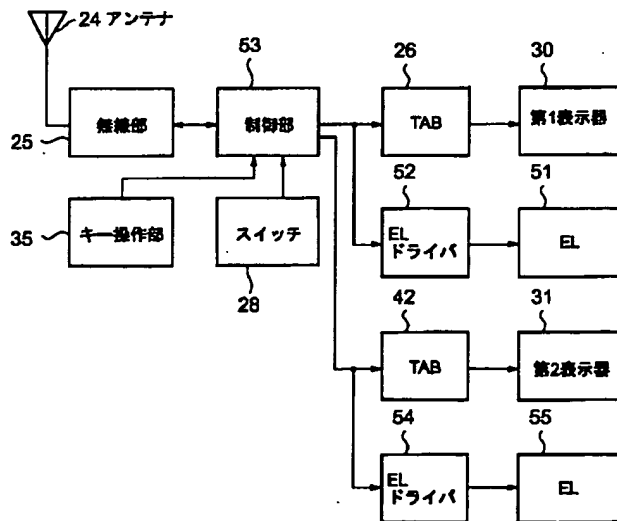 24 アンテナ
53
26
30
無線部
制御部
TAB
第1表示器
25
52
51
キー操作部
スイッチ
EL
ドライバ
EL
35
28
42
31
TAB
第2表示器
54
55
EL
ドライバ
EL